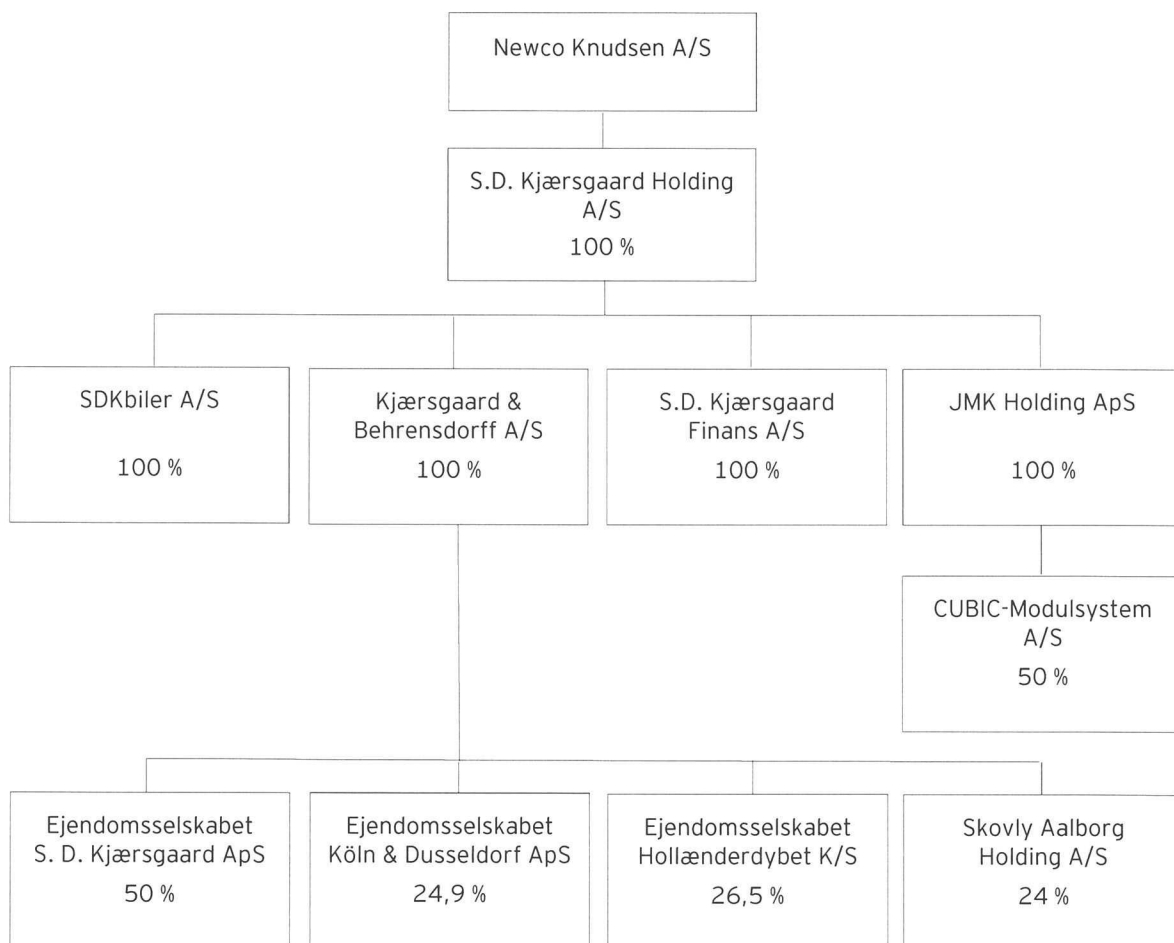 Newco Knudsen A/S
S.D. Kjærsgaard Holding
A/S
100 %
SDKbiler A/S
100 %
Kjærsgaard &
Behrensdorff A/S
100 %
S.D. Kjærsgaard
Finans A/S
100 %
JMK Holding ApS
100 %
CUBIC-Modulsystem
A/S
50 %
Ejendomsselskabet
S. D. Kjærsgaard ApS
50 %
Ejendomsselskabet
Köln & Dusseldorf ApS
24,9 %
Ejendomsselskabet
Hollænderdybet K/S
26,5 %
Skovly Aalborg
Holding A/S
24 %